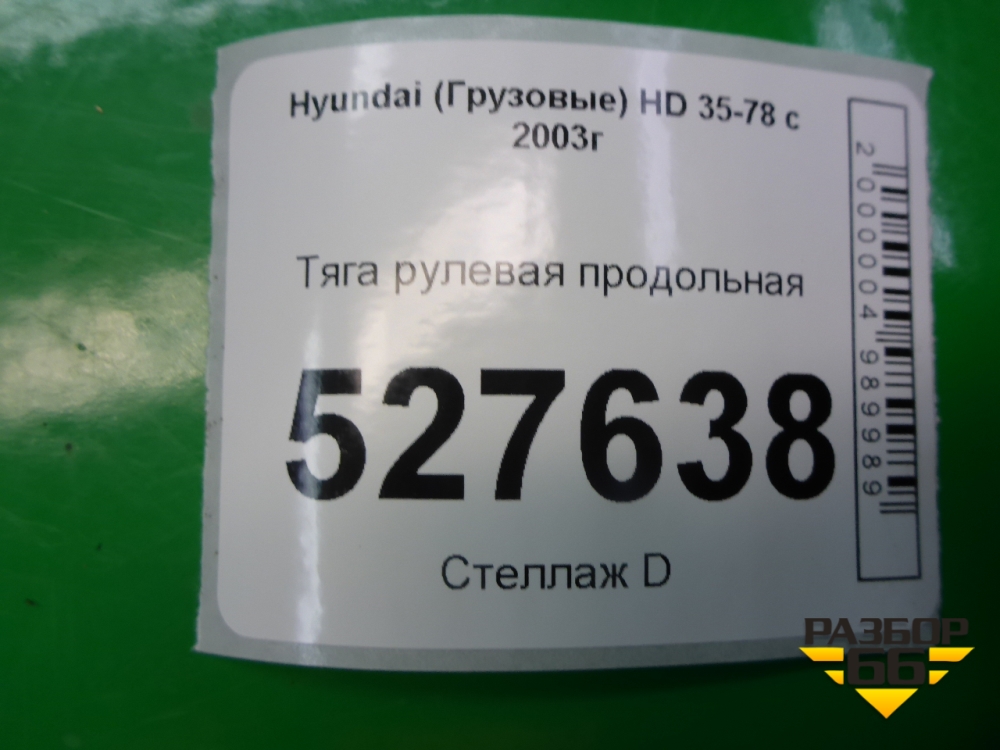 Hyundai (Грузовые) HD 35-78 с
2003г
Тяга рулевая продольная
527638
Стеллаж D
2000004989989
РАЗБОР
66